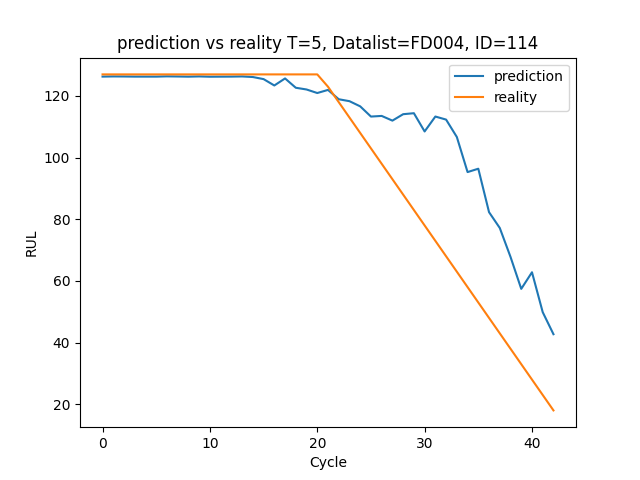 prediction vs reality T=5, Datalist=FD004, ID=114
prediction
reality
RUL
120
100
80
60
40
20
0
10
20
30
40
Cycle